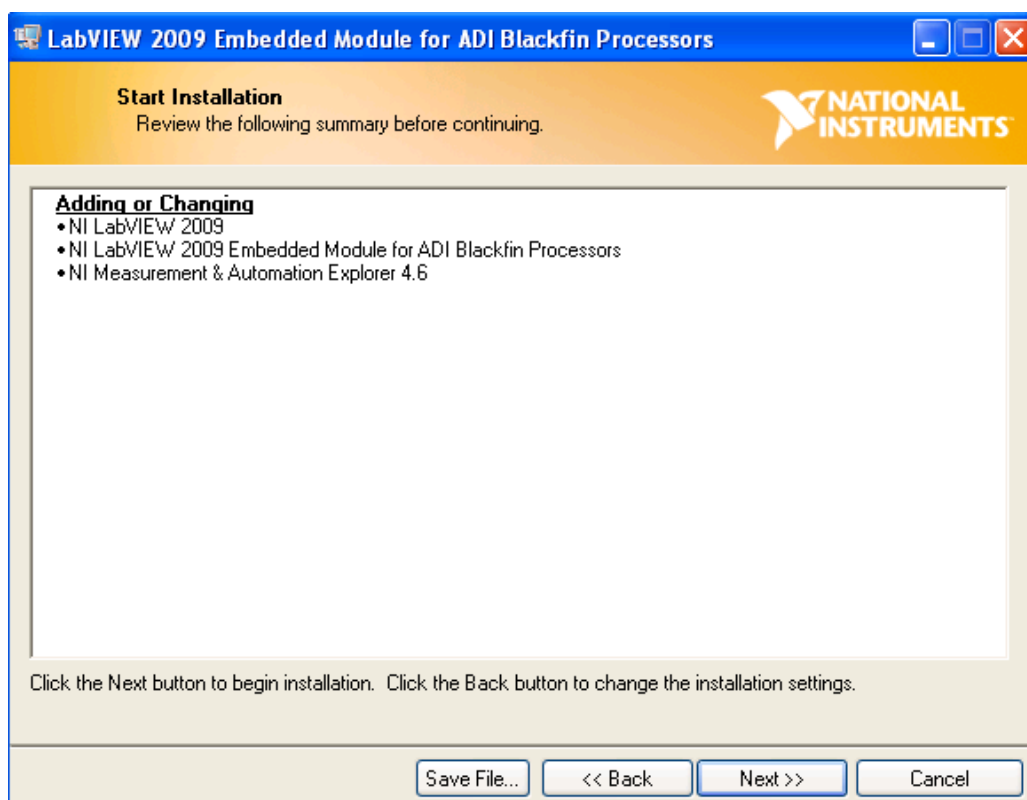 LabVIEW 2009 Embedded Module for ADI Blackfin Processors
Start Installation
Review the following summary before continuing.
NATIONAL
INSTRUMENTS
Adding or Changing
•NI LabVIEW 2009
•NI LabVIEW 2009 Embedded Module for ADI Blackfin Processors
•NI Measurement & Automation Explorer 4.6
Click the Next button to begin installation.  Click the Back button to change the installation settings.
Save File...
<< Back
Next >>
Cancel